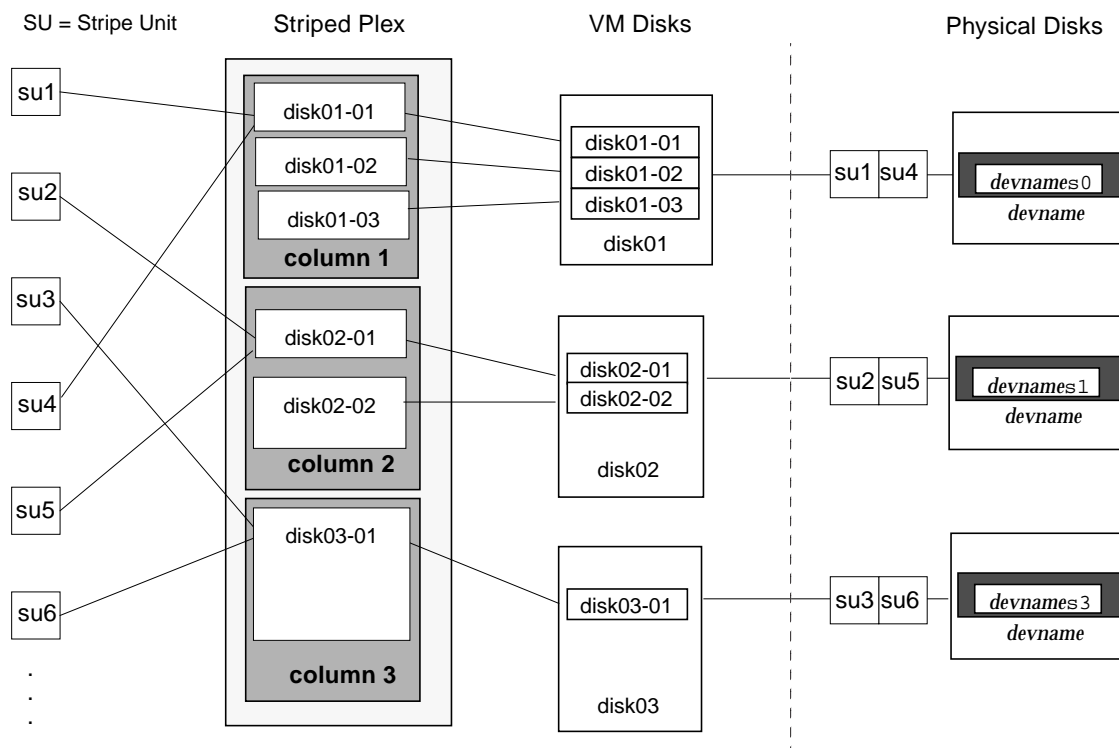 SU = Stripe Unit
Striped Plex
VM Disks
Physical Disks
su1
su2
su3
su4
su5
su6
.
.
.
disk01-01
disk01-02
disk01-03
column 1
disk02-01
disk02-02
column 2
disk03-01
column 3
disk01-01
disk01-02
disk01-03
disk01
disk02-01
disk02-02
disk02
disk03-01
disk03
su1 su4
devnames0
devname
su2 su5
devnames1
devname
su3 su6
devnames3
devname